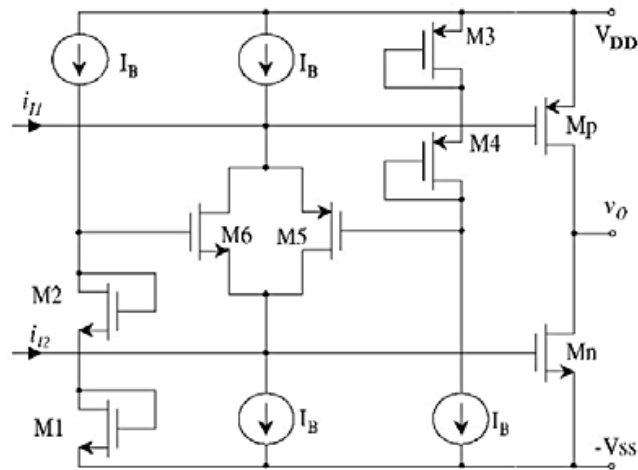 M3
I_B
I_B
V_DD
i_I1
Mp
M4
M6
M5
v_O
M2
i_I2
Mn
M1
I_B
I_B
-Vss